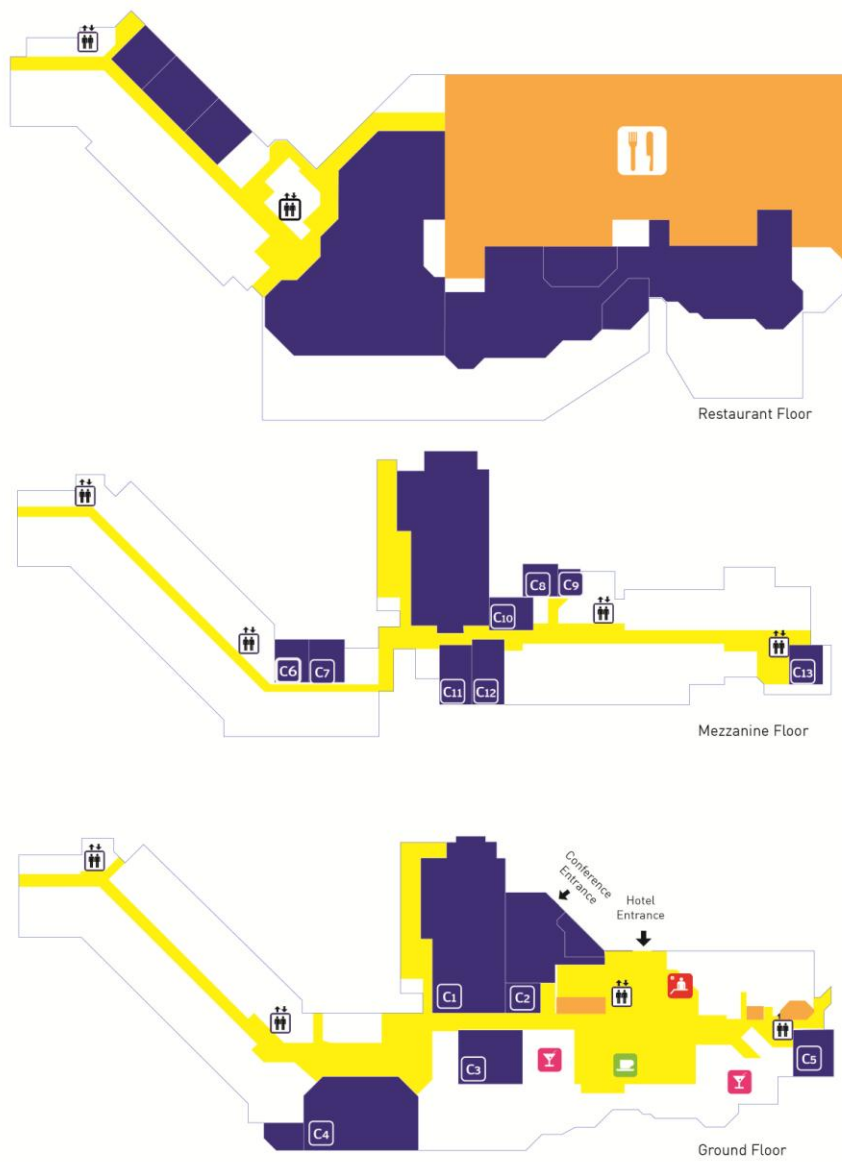 Restaurant Floor
C8
C9
C10
C6
C7
C11
C12
C13
Mezzanine Floor
Conference
Entrance
Hotel
Entrance
C1
C2
C3
C5
C4
Ground Floor